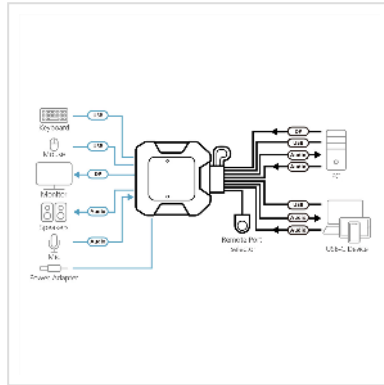 USB
Keyboard
USB
Mouse
DP
Monitor
Audio
Speakers
Audio
Mic
Power Adapter
DP
USB
Audio
Audio
PC
USB
Audio
Audio
Remote Port
Selector
USB-C Device